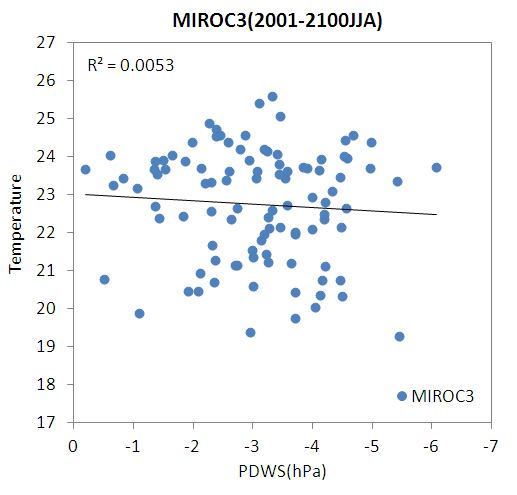 MIROC3(2001-2100JJA)
27
R² = 0.0053
26
25
24
23
22
21
20
19
18
17
Temperature
MIROC3
0 -1 -2 -3 -4 -5 -6 -7
PDWS(hPa)